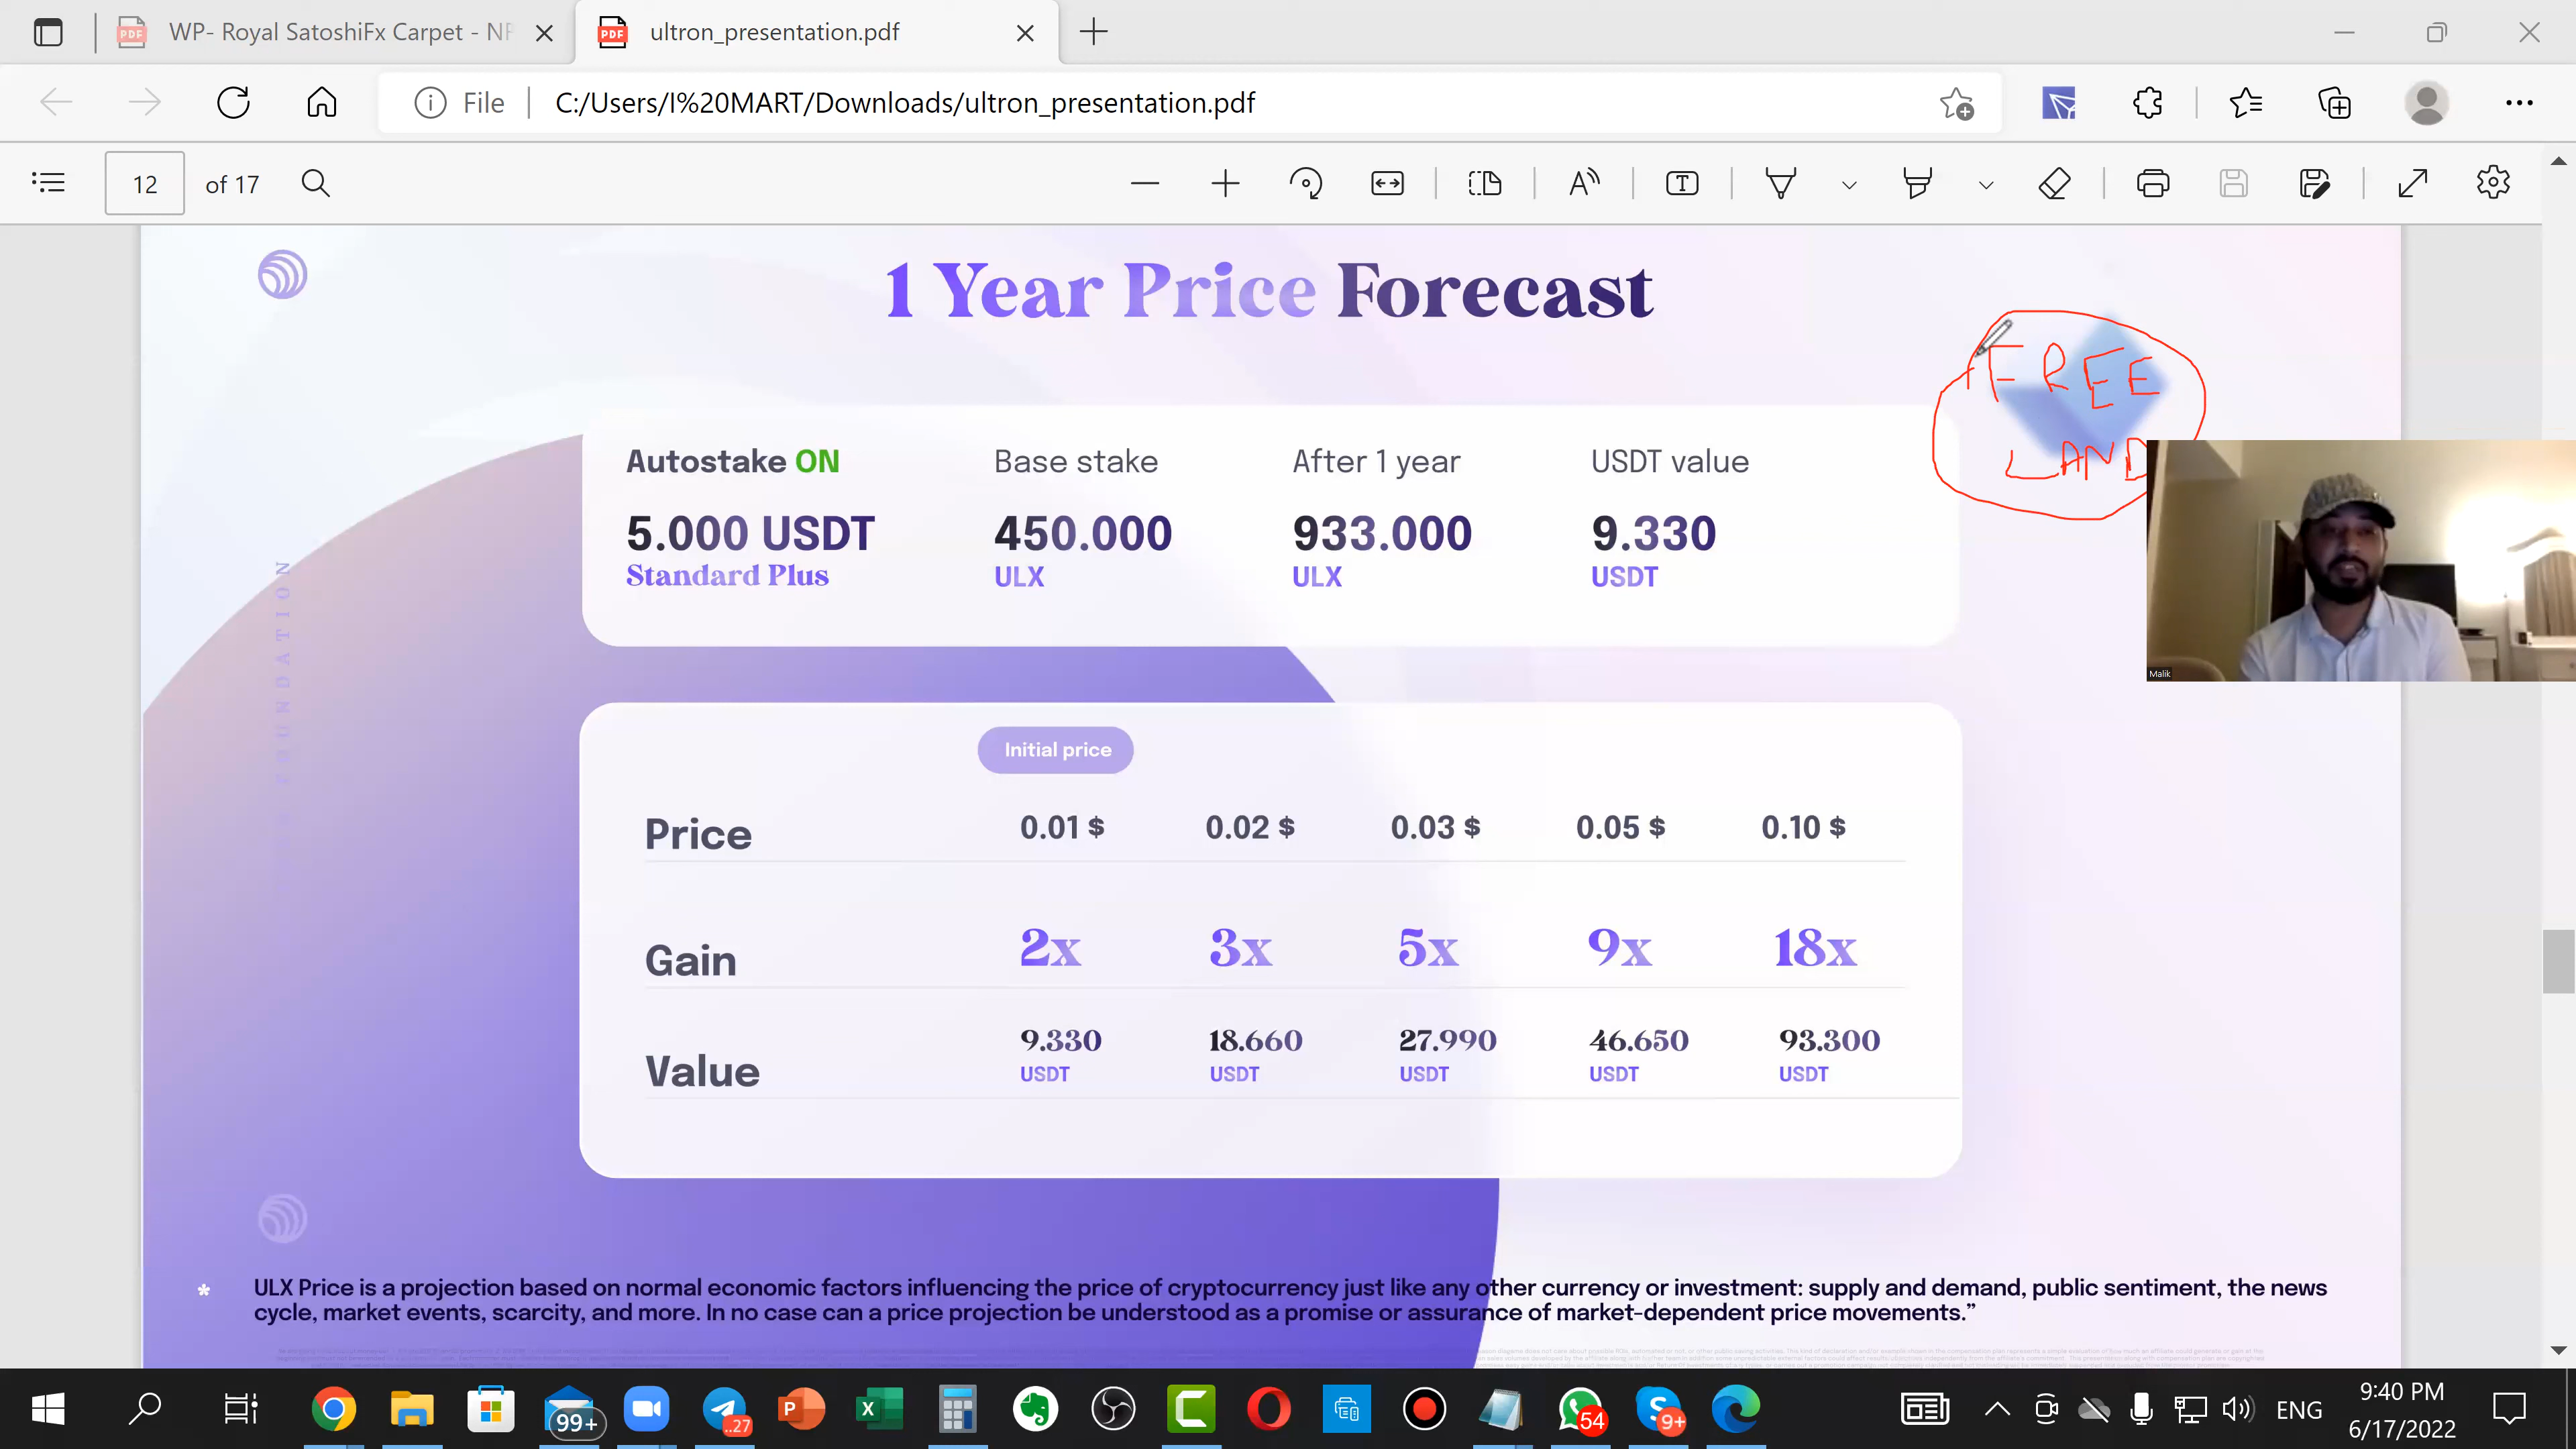 WP- Royal SatoshiFx Carpet - NF
ultron_presentation.pdf
File
C:/Users/I%20MART/Downloads/ultron_presentation.pdf
12 of 17
1 Year Price Forecast
FREE
LAND
Autostake ON Base stake After 1 year USDT value
5.000 USDT 450.000 933.000 9.330
Standard Plus ULX ULX USDT
Malik
Initial price
Price 0.01 $ 0.02 $ 0.03 $ 0.05 $ 0.10 $
Gain 2x 3x 5x 9x 18x
Value 9.330 18.660 27.990 46.650 93.300
USDT USDT USDT USDT USDT
* ULX Price is a projection based on normal economic factors influencing the price of cryptocurrency just like any other currency or investment: supply and demand, public sentiment, the news
cycle, market events, scarcity, and more. In no case can a price projection be understood as a promise or assurance of market-dependent price movements.”
99+
..27
54
9+
ENG
9:40 PM
6/17/2022